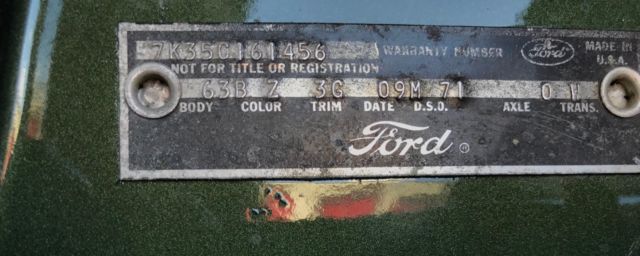 7K35C161456 WARRANTY NUMBER Ford MADE IN U.S.A.
NOT FOR TITLE OR REGISTRATION
63B Z 3G 09M 71 0 W
BODY COLOR TRIM DATE D.S.O. AXLE TRANS.
Ford ®